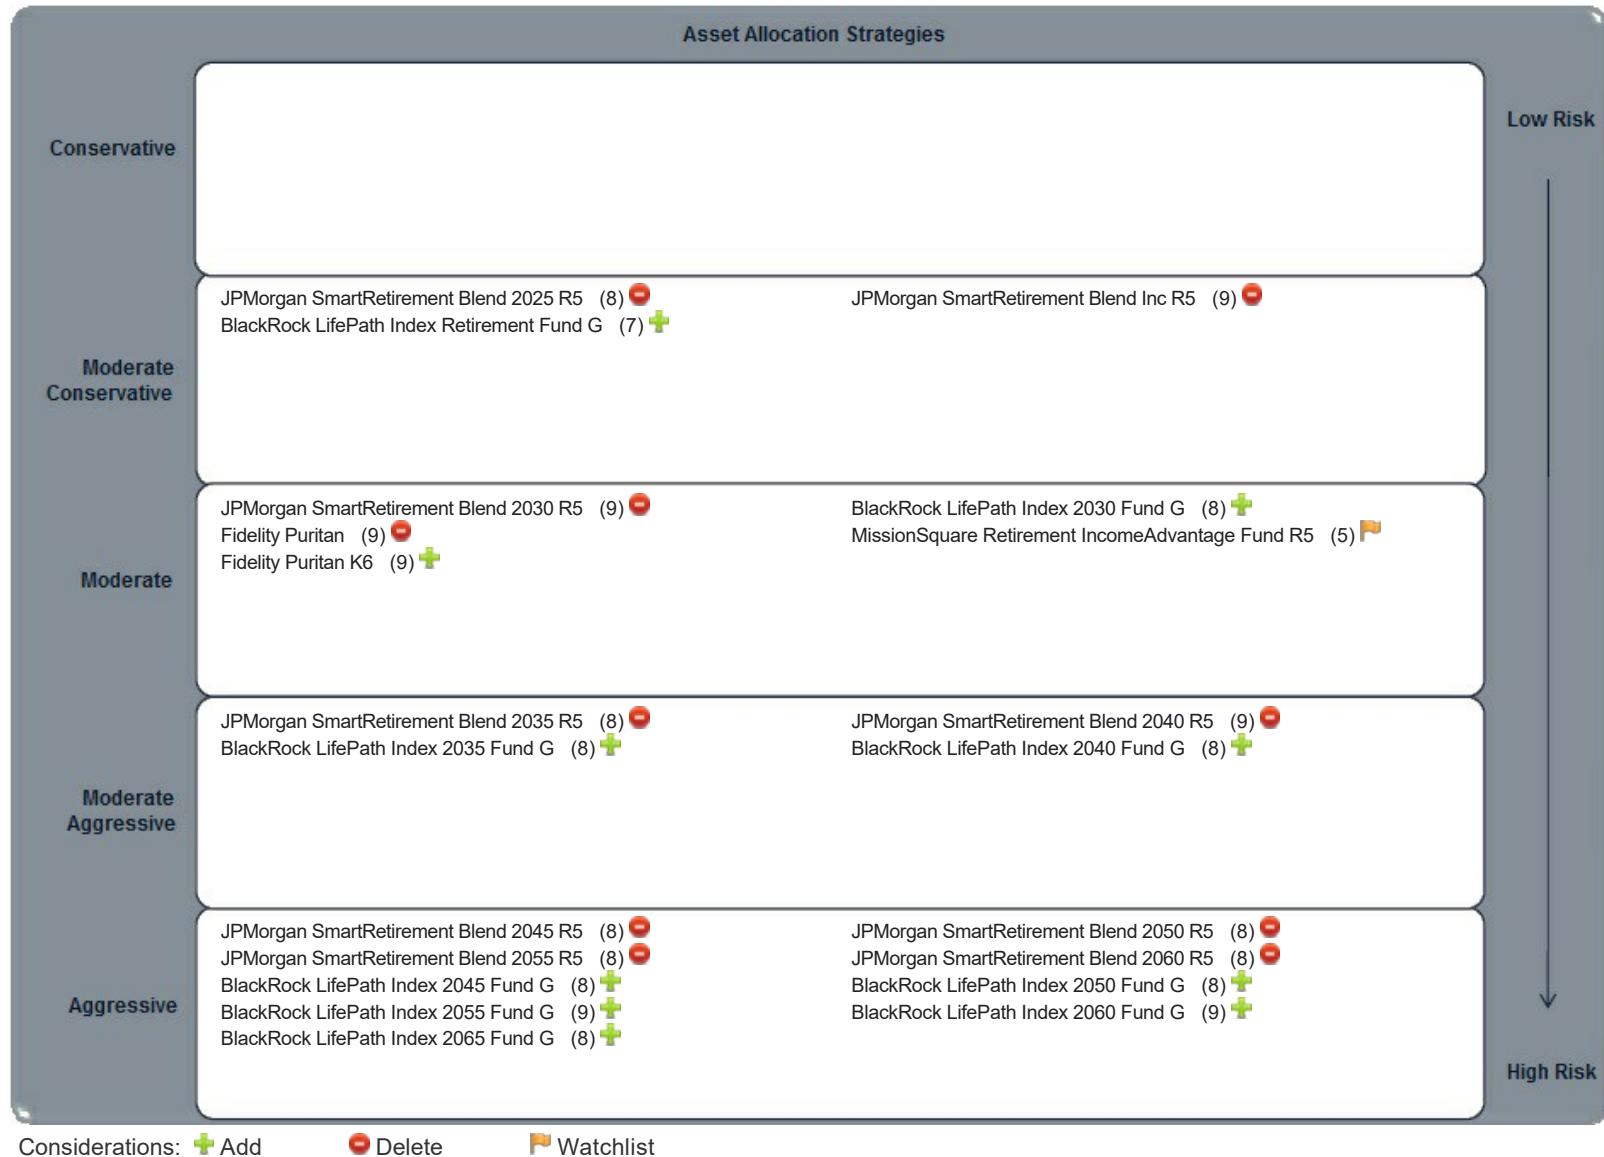 Asset Allocation Strategies
Low Risk
Conservative
JPMorgan SmartRetirement Blend 2025 R5 (8)
JPMorgan SmartRetirement Blend Inc R5 (9)
BlackRock LifePath Index Retirement Fund G (7)
Moderate
Conservative
JPMorgan SmartRetirement Blend 2030 R5 (9)
BlackRock LifePath Index 2030 Fund G (8)
Fidelity Puritan (9)
MissionSquare Retirement IncomeAdvantage Fund R5 (5)
Fidelity Puritan K6 (9)
Moderate
JPMorgan SmartRetirement Blend 2035 R5 (8)
JPMorgan SmartRetirement Blend 2040 R5 (9)
BlackRock LifePath Index 2035 Fund G (8)
BlackRock LifePath Index 2040 Fund G (8)
Moderate
Aggressive
JPMorgan SmartRetirement Blend 2045 R5 (8)
JPMorgan SmartRetirement Blend 2050 R5 (8)
JPMorgan SmartRetirement Blend 2055 R5 (8)
JPMorgan SmartRetirement Blend 2060 R5 (8)
BlackRock LifePath Index 2045 Fund G (8)
BlackRock LifePath Index 2050 Fund G (8)
Aggressive
BlackRock LifePath Index 2055 Fund G (9)
BlackRock LifePath Index 2060 Fund G (9)
BlackRock LifePath Index 2065 Fund G (8)
High Risk
Considerations: Add Delete Watchlist